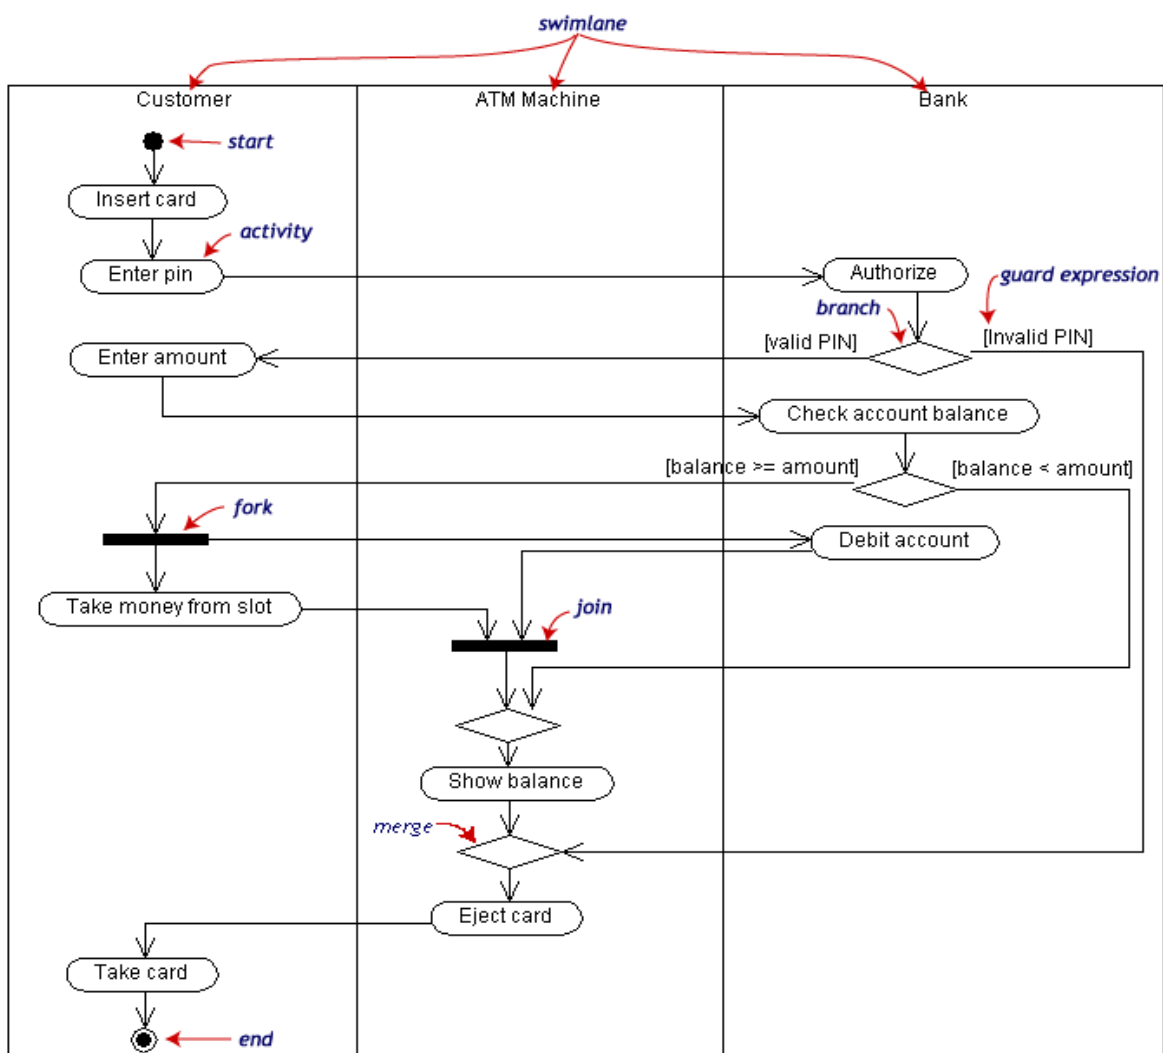 swimlane
Customer
ATM Machine
Bank
start
Insert card
activity
Enter pin
Authorize
guard expression
branch
[valid PIN]
[Invalid PIN]
Enter amount
Check account balance
[balance >= amount]
[balance < amount]
fork
Debit account
Take money from slot
join
Show balance
merge
Eject card
Take card
end